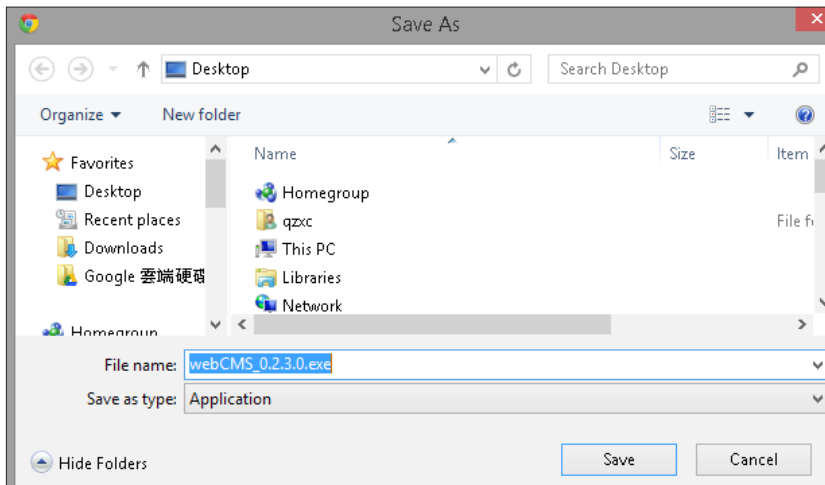 Save As
Desktop
Search Desktop
Organize
New folder
Name
Size
Item
Favorites
Desktop
Recent places
Downloads
Google 雲端硬碟
Homegroup
Homegroup
qzxc
File f
This PC
Libraries
Network
File name: webCMS_0.2.3.0.exe
Save as type: Application
Hide Folders
Save
Cancel